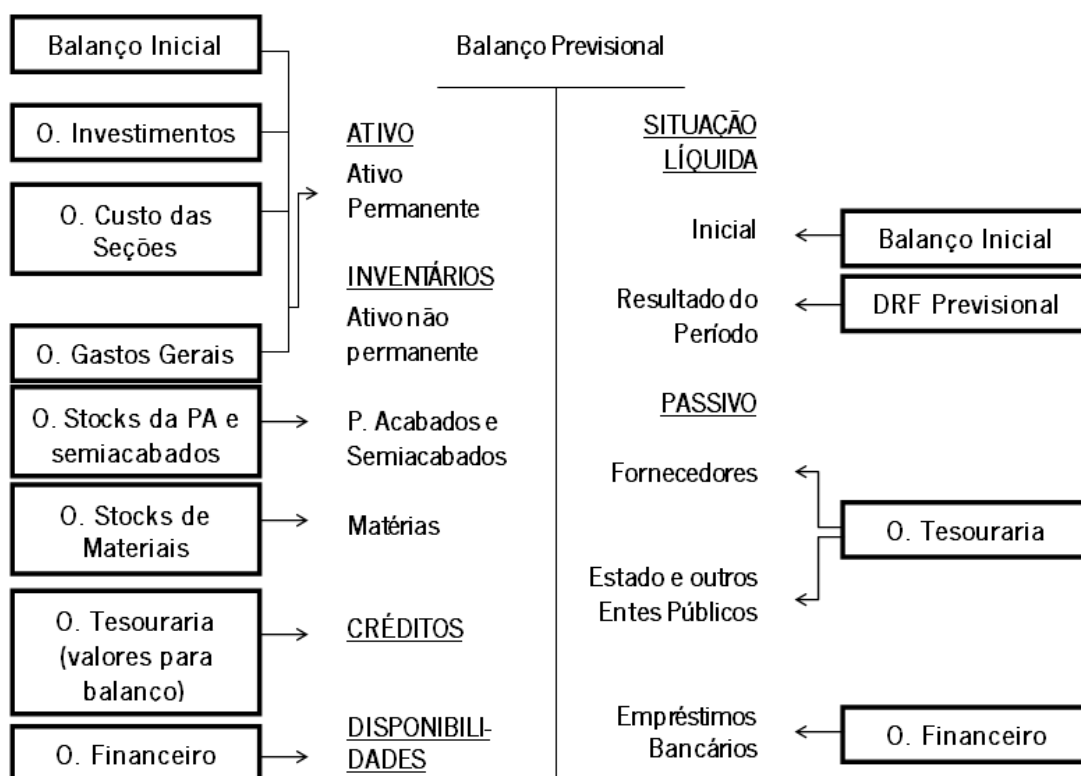 Balanço Inicial
O. Investimentos
O. Custo das
Seções
O. Gastos Gerais
O. Stocks da PA e
semiacabados
O. Stocks de
Materiais
O. Tesouraria
(valores para
balanço)
O. Financeiro
Balanço Previsional
ATIVO
Ativo
Permanente
INVENTÁRIOS
Ativo não
permanente
P. Acabados e
Semiacabados
Matérias
CRÉDITOS
DISPONIBILI-
DADES
SITUAÇÃO
LÍQUIDA
Inicial
Resultado do
Período
PASSIVO
Fornecedores
Estado e outros
Entes Públicos
Empréstimos
Bancários
Balanço Inicial
DRF Previsional
O. Tesouraria
O. Financeiro